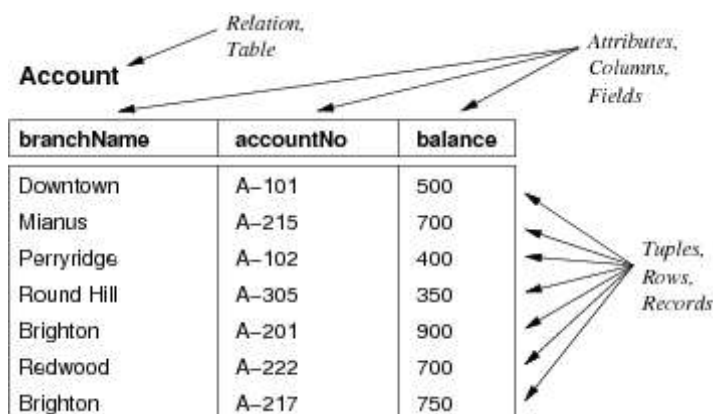 Relation,
Table
Attributes,
Columns,
Fields
Account
branchName accountNo balance
Downtown A–101 500
Mianus A–215 700
Perryridge A–102 400
Round Hill A–305 350
Brighton A–201 900
Redwood A–222 700
Brighton A–217 750
Tuples,
Rows,
Records